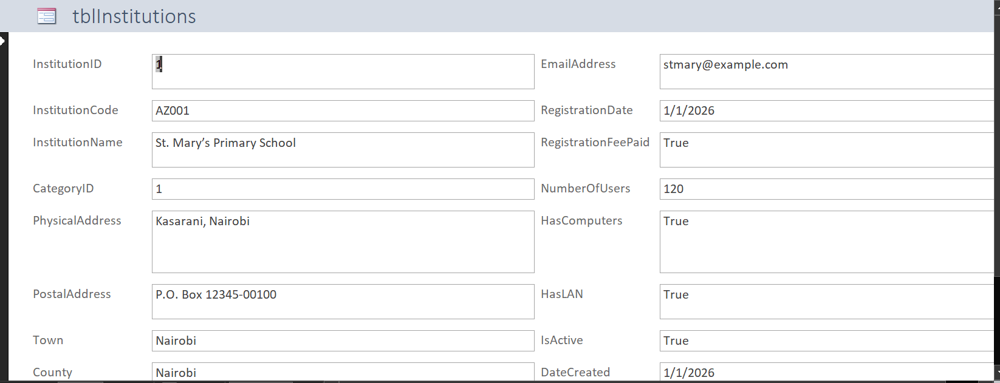 tblInstitutions
InstitutionID 1
InstitutionCode AZ001
InstitutionName St. Mary’s Primary School
CategoryID 1
PhysicalAddress Kasarani, Nairobi
PostalAddress P.O. Box 12345-00100
Town Nairobi
County Nairobi
EmailAddress stmary@example.com
RegistrationDate 1/1/2026
RegistrationFeePaid True
NumberOfUsers 120
HasComputers True
HasLAN True
IsActive True
DateCreated 1/1/2026